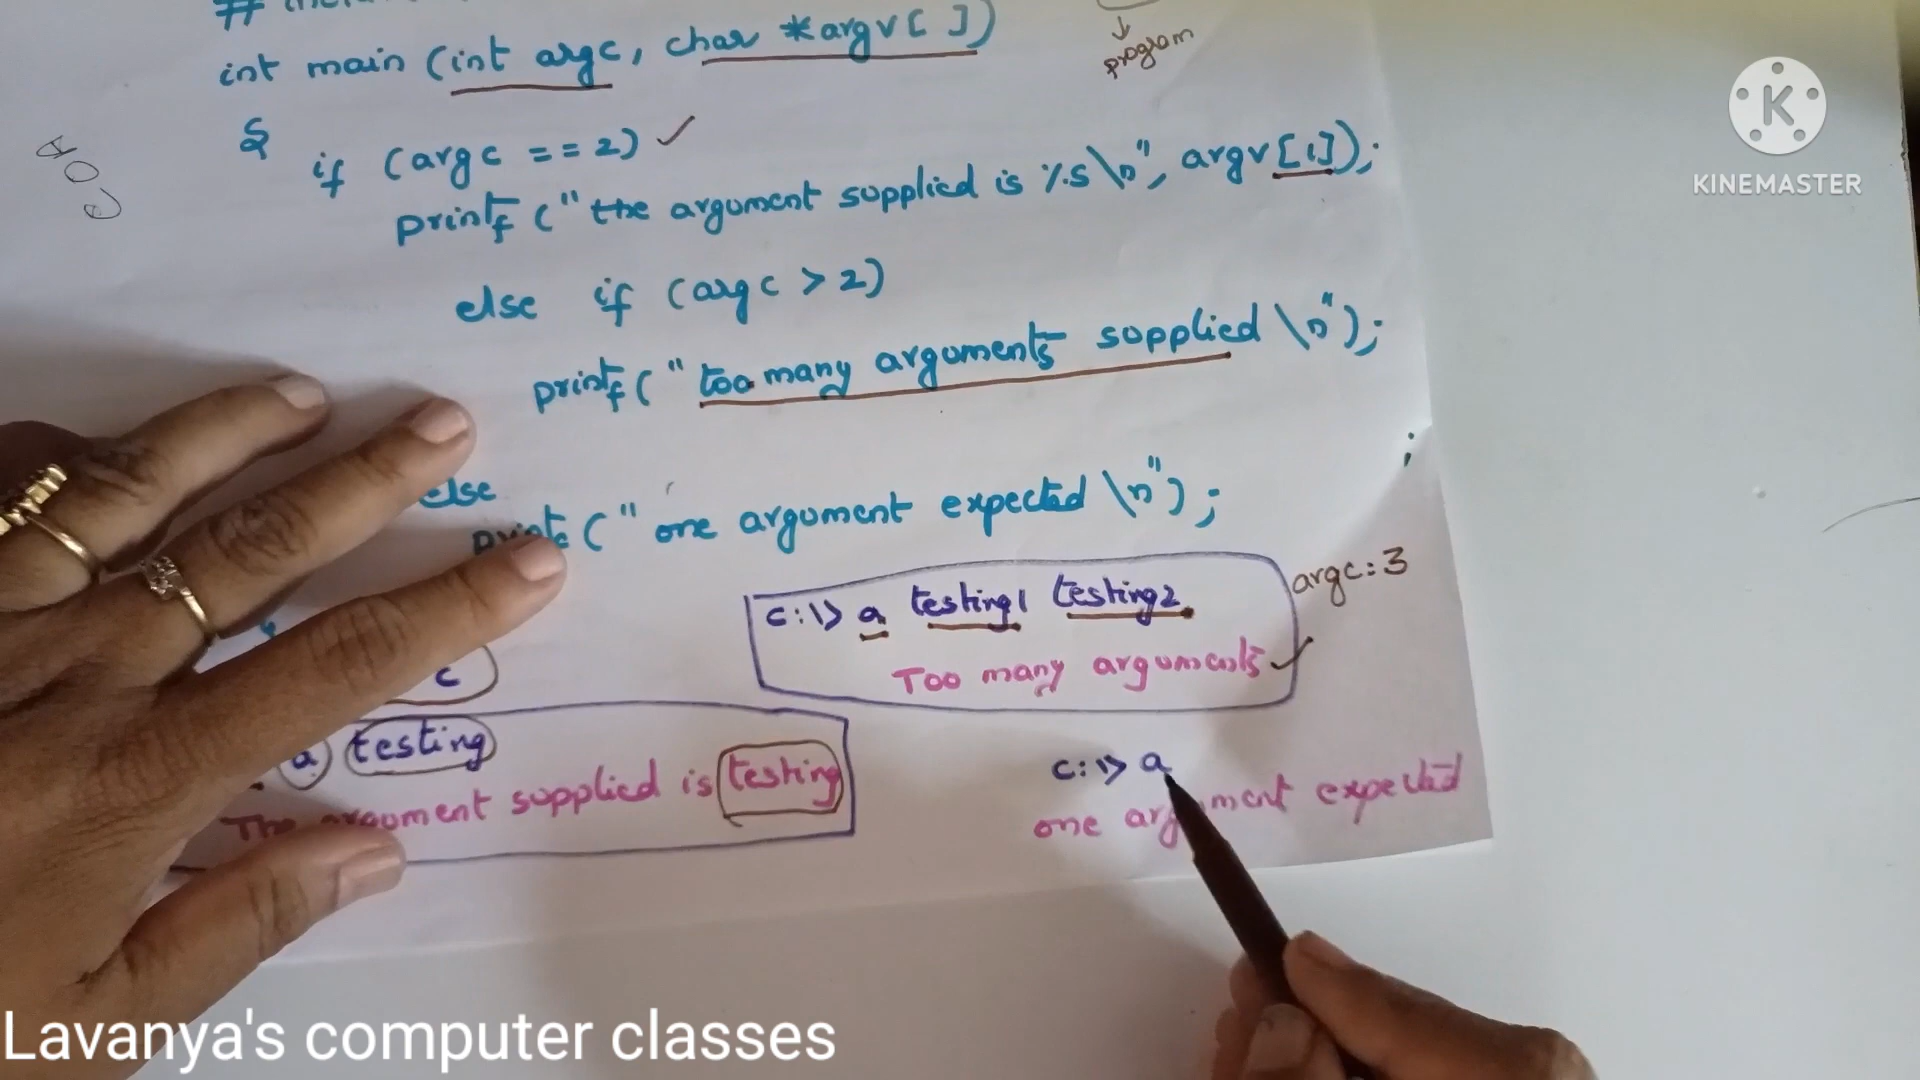 int main (int argc, char *argv[ ])
program
{
if (argc == 2)
printf (" the argument supplied is %s \n", argv[1]);
else if (argc > 2)
printf (" too many arguments supplied \n");
else
printf (" one argument expected \n");
c:\> a testing1 testing2
argc:3
Too many arguments
c
a testing
The argument supplied is testing
c:\> a
one argument expected
KINEMASTER
Lavanya's computer classes